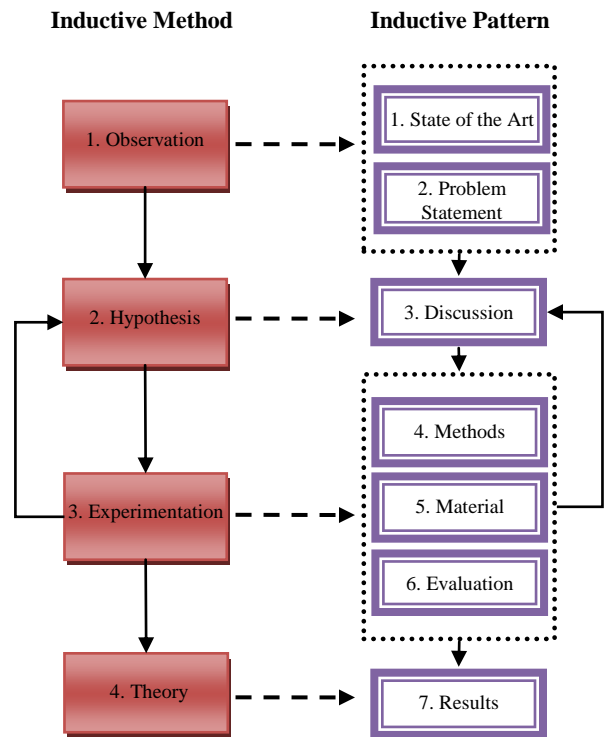 Inductive Method
Inductive Pattern
1. Observation
1. State of the Art
2. Problem
Statement
2. Hypothesis
3. Discussion
3. Experimentation
4. Methods
5. Material
6. Evaluation
4. Theory
7. Results